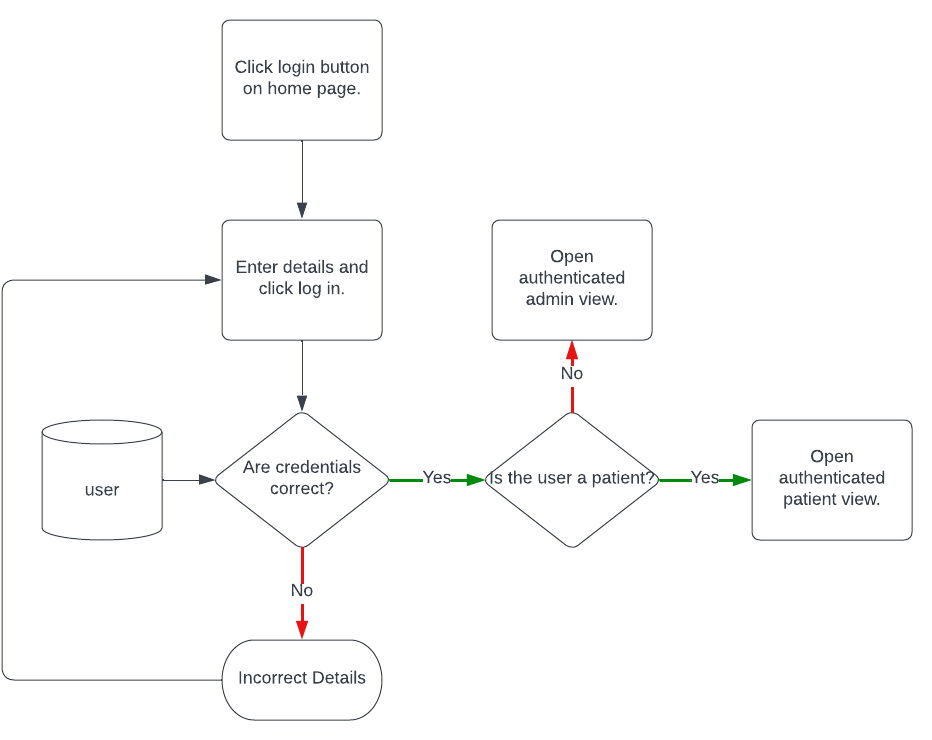 Click login button
on home page.
Enter details and
click log in.
Open
authenticated
admin view.
No
user
Are credentials
correct?
Yes
Is the user a patient?
Yes
Open
authenticated
patient view.
No
Incorrect Details